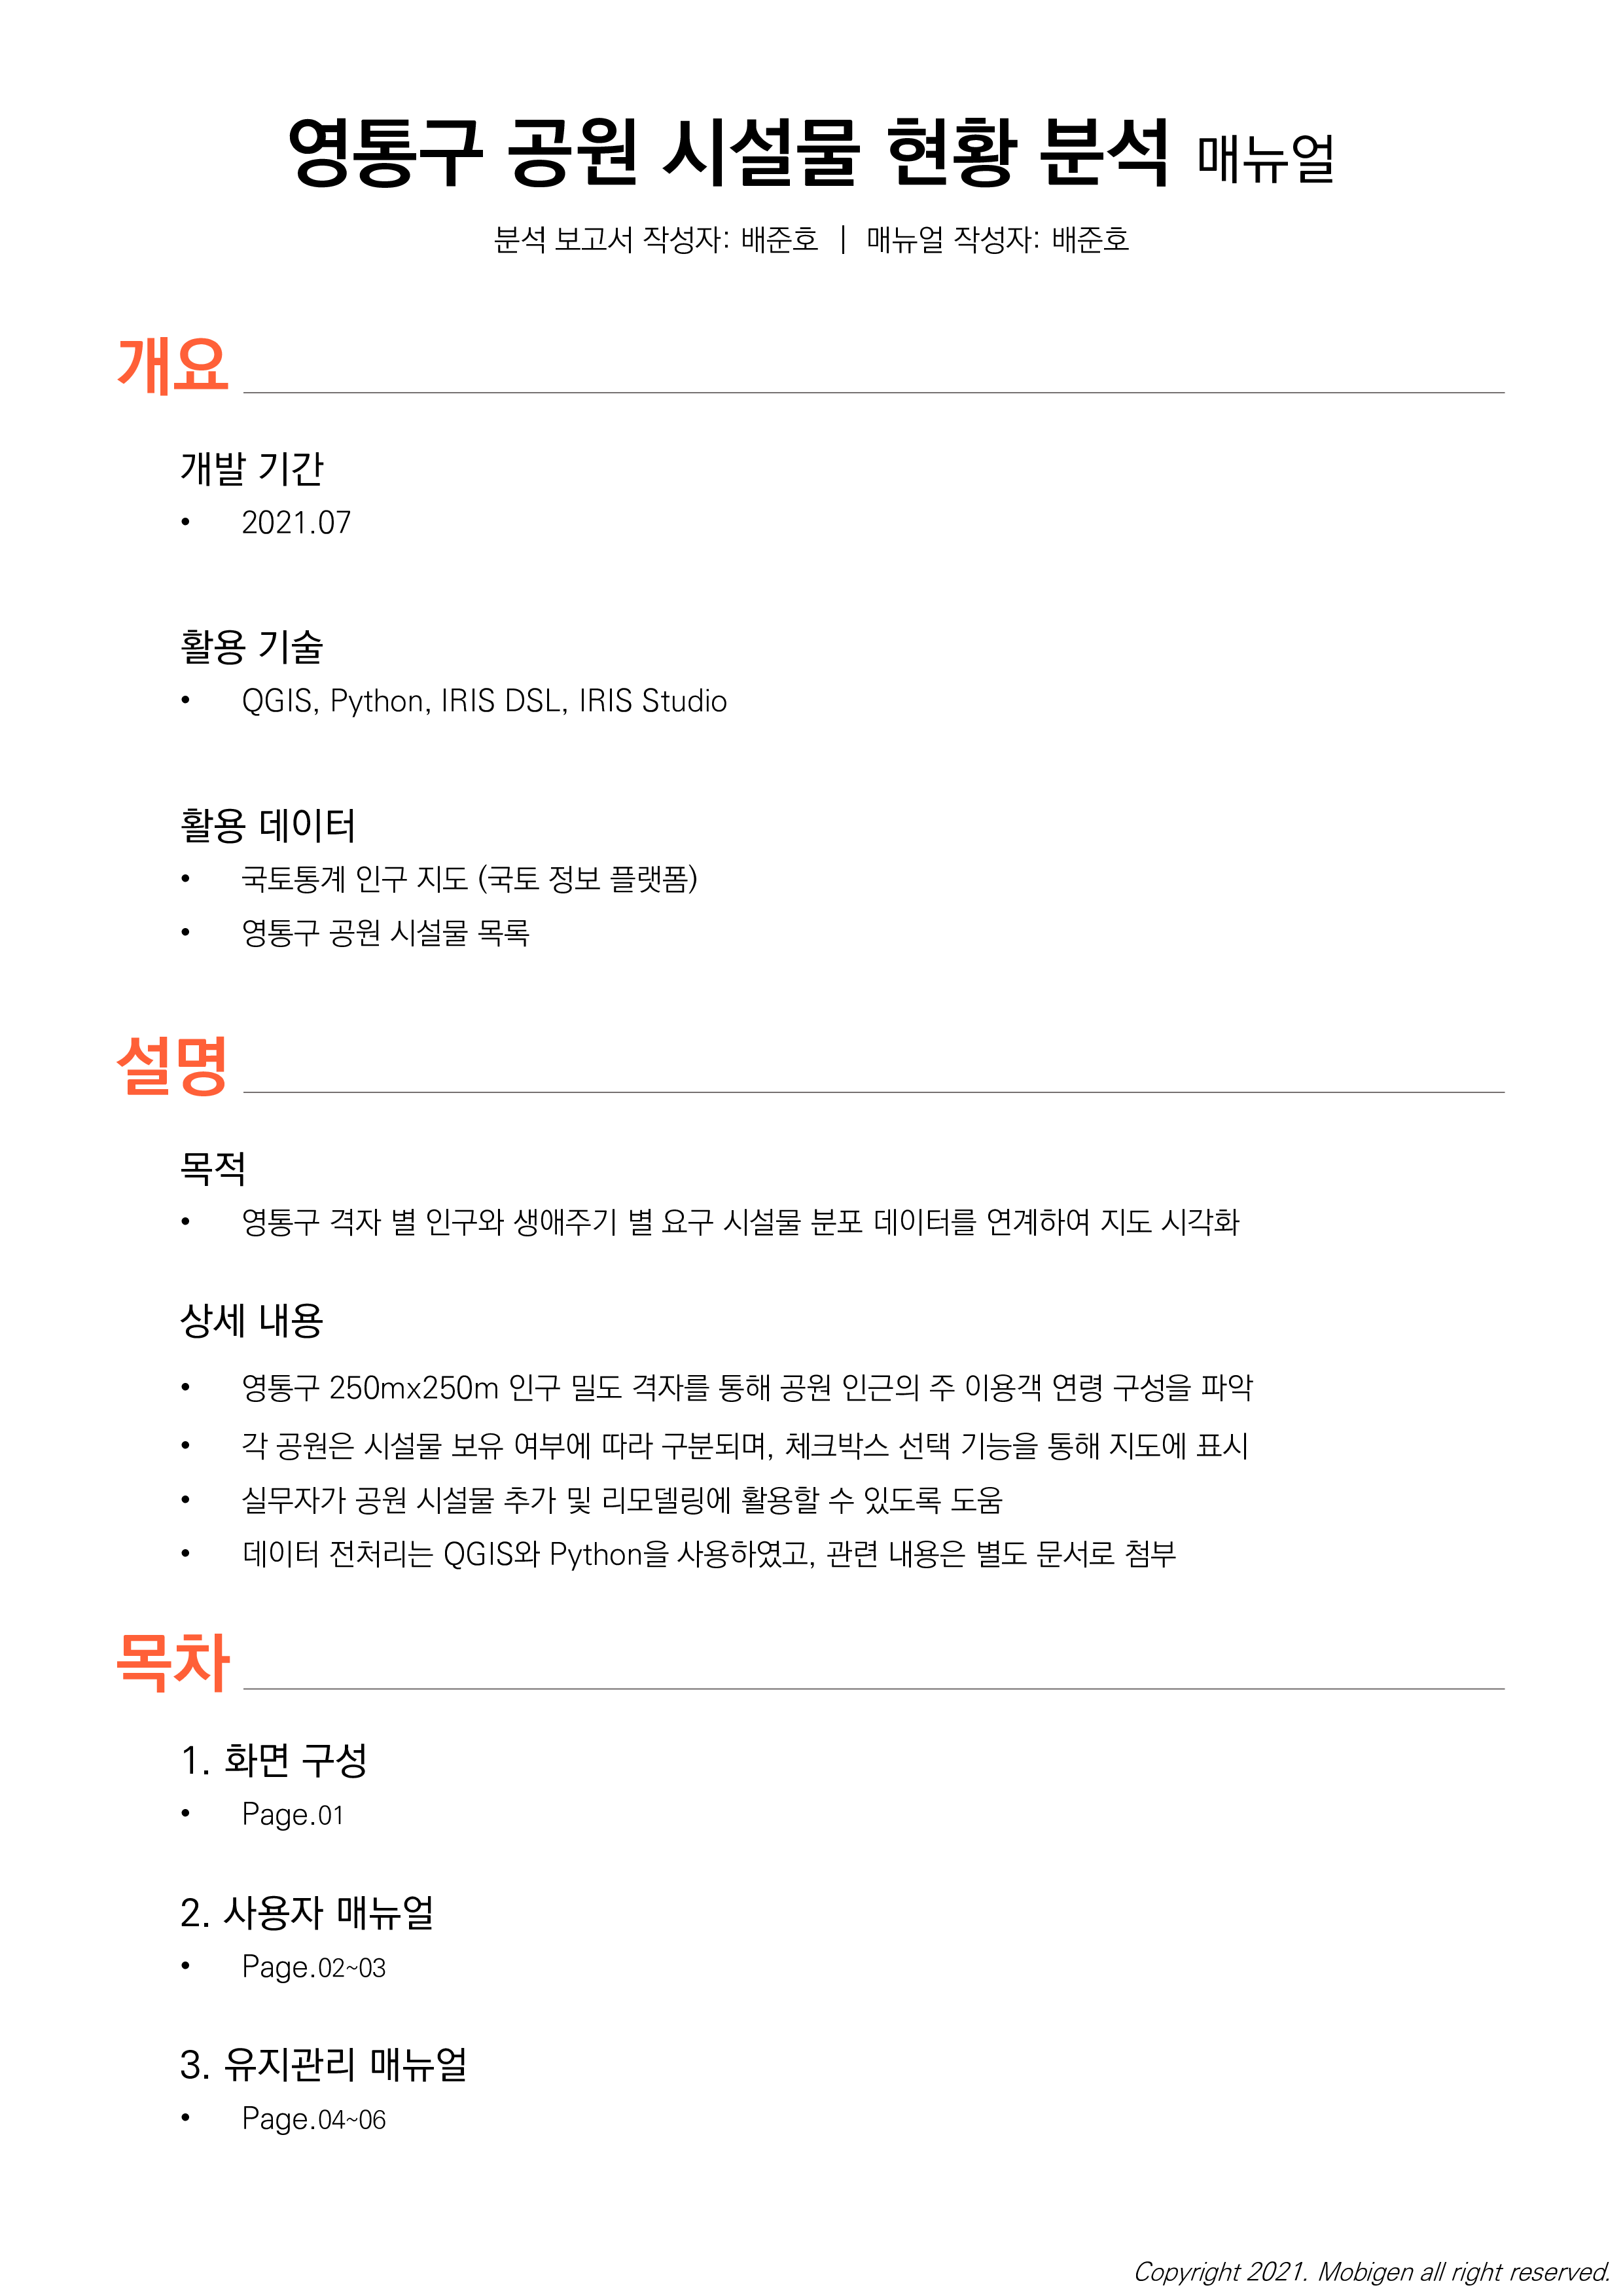 영통구 공원 시설물 현황 분석 매뉴얼
분석 보고서 작성자: 배준호 | 매뉴얼 작성자: 배준호
개요
개발 기간
• 2021.07
활용 기술
• QGIS, Python, IRIS DSL, IRIS Studio
활용 데이터
• 국토통계 인구 지도 (국토 정보 플랫폼)
• 영통구 공원 시설물 목록
설명
목적
• 영통구 격자 별 인구와 생애주기 별 요구 시설물 분포 데이터를 연계하여 지도 시각화
상세 내용
• 영통구 250mx250m 인구 밀도 격자를 통해 공원 인근의 주 이용객 연령 구성을 파악
• 각 공원은 시설물 보유 여부에 따라 구분되며, 체크박스 선택 기능을 통해 지도에 표시
• 실무자가 공원 시설물 추가 및 리모델링에 활용할 수 있도록 도움
• 데이터 전처리는 QGIS와 Python을 사용하였고, 관련 내용은 별도 문서로 첨부
목차
1. 화면 구성
• Page.01
2. 사용자 매뉴얼
• Page.02~03
3. 유지관리 매뉴얼
• Page.04~06
Copyright 2021. Mobigen all right reserved.